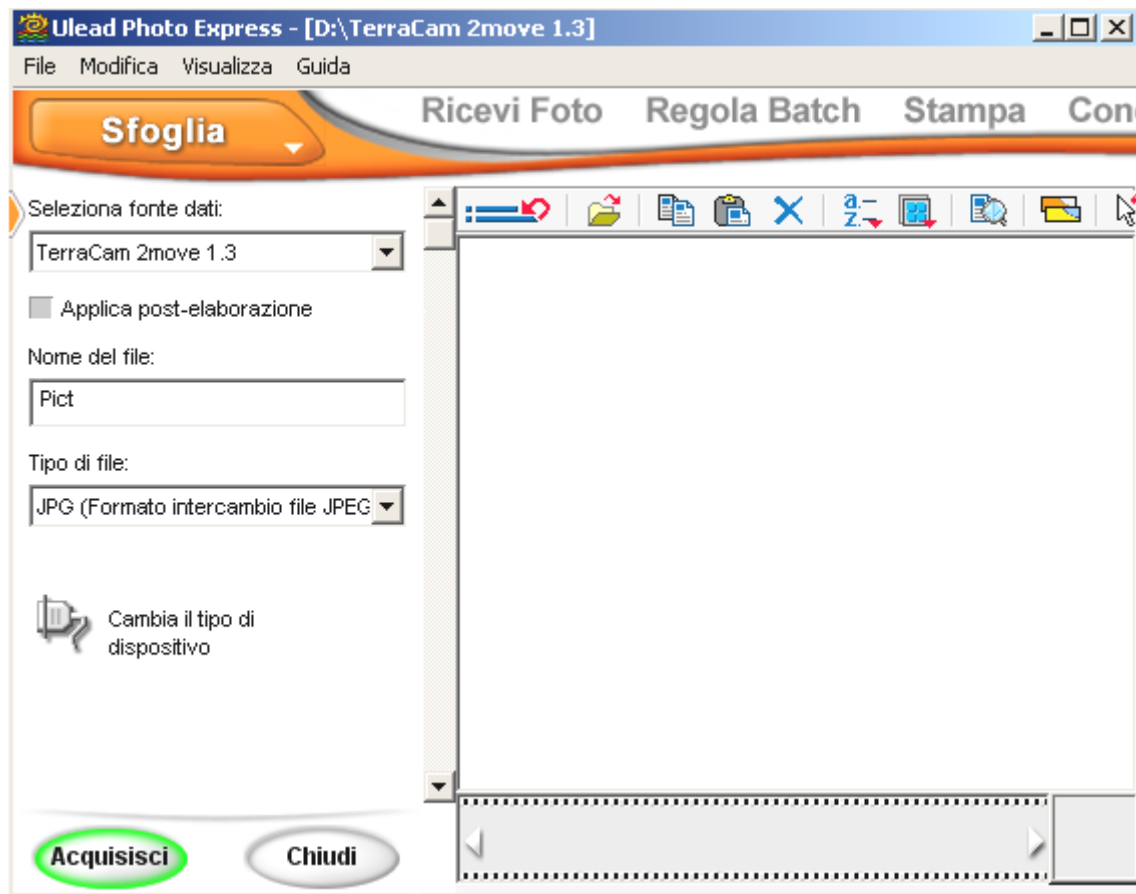 Ulead Photo Express - [D:\TerraCam 2move 1.3]
File Modifica Visualizza Guida
Sfoglia
Ricevi Foto Regola Batch Stampa Con
Seleziona fonte dati:
TerraCam 2move 1.3
Applica post-elaborazione
Nome del file:
Pict
Tipo di file:
JPG (Formato intercambio file JPEG
Cambia il tipo di
dispositivo
Acquisisci Chiudi